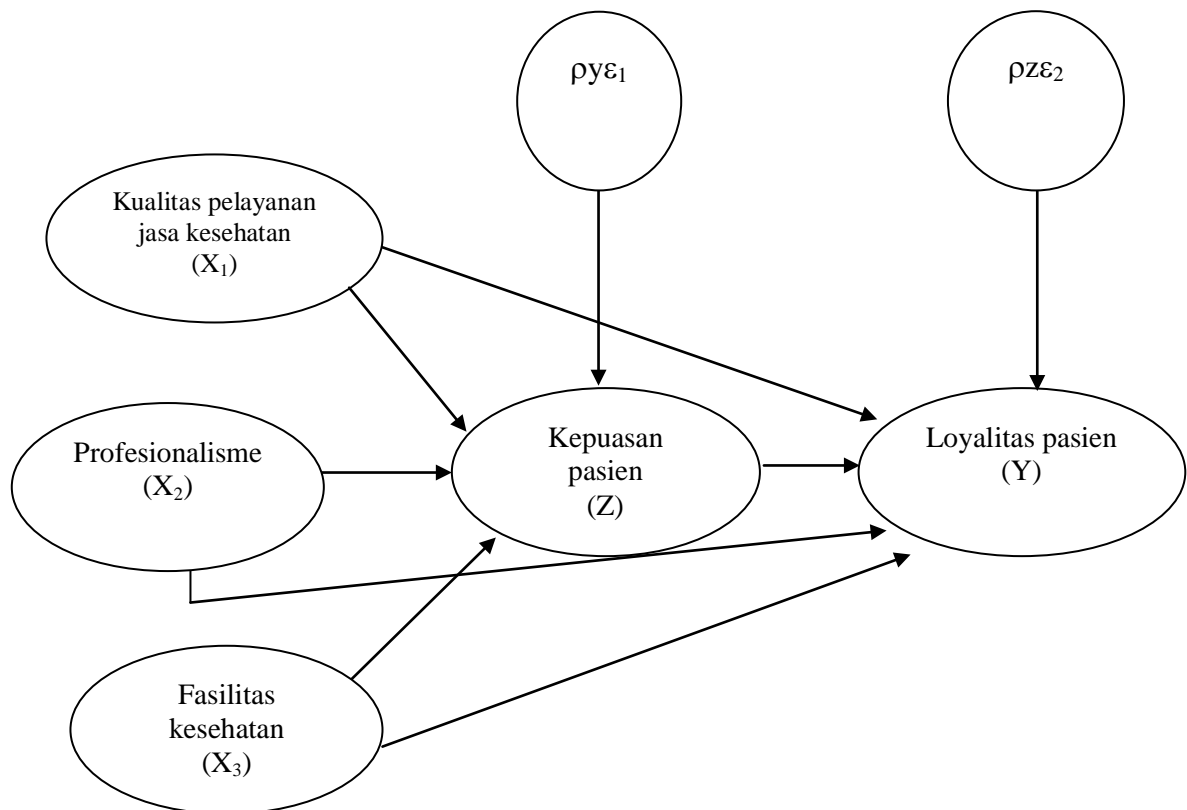 ρyε₁
ρzε₂
Kualitas pelayanan
jasa kesehatan
(X₁)
Profesionalisme
(X₂)
Kepuasan
pasien
(Z)
Loyalitas pasien
(Y)
Fasilitas
kesehatan
(X₃)